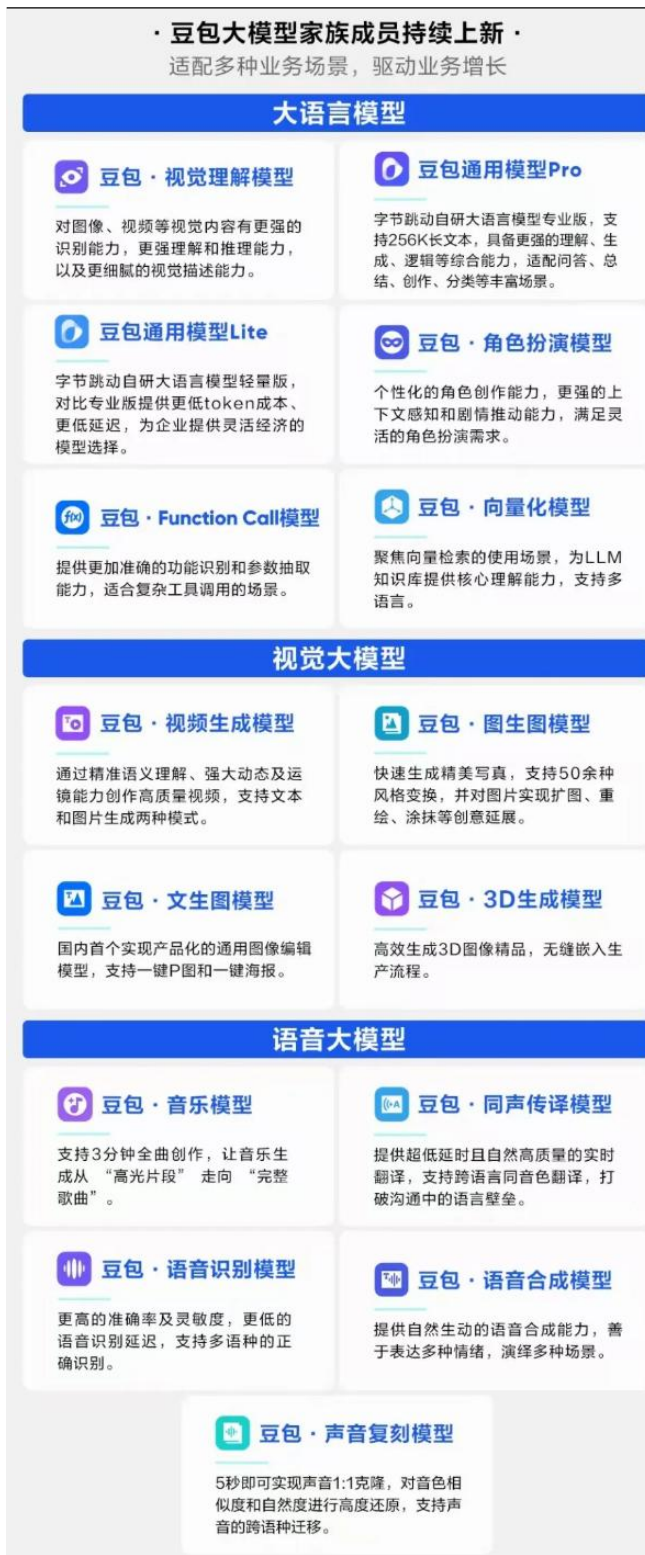 · 豆包大模型家族成员持续上新 ·
适配多种业务场景，驱动业务增长
大语言模型
豆包 · 视觉理解模型
对图像、视频等视觉内容有更强的
识别能力，更强理解和推理能力，
以及更细腻的视觉描述能力。
豆包通用模型Pro
字节跳动自研大语言模型专业版，支
持256K长文本，具备更强的理解、生
成、逻辑等综合能力，适配问答、总
结、创作、分类等丰富场景。
豆包通用模型Lite
字节跳动自研大语言模型轻量版，
对比专业版提供更低token成本、
更低延迟，为企业提供灵活经济的
模型选择。
豆包 · 角色扮演模型
个性化的角色创作能力，更强的上
下文感知和剧情推动能力，满足灵
活的角色扮演需求。
豆包 · Function Call模型
提供更加准确的功能识别和参数抽取
能力，适合复杂工具调用的场景。
豆包 · 向量化模型
聚焦向量检索的使用场景，为LLM
知识库提供核心理解能力，支持多
语言。
视觉大模型
豆包 · 视频生成模型
通过精准语义理解、强大动态及运
镜能力创作高质量视频，支持文本
和图片生成两种模式。
豆包 · 图生图模型
快速生成精美写真，支持50余种
风格变换，并对图片实现扩图、重
绘、涂抹等创意延展。
豆包 · 文生图模型
国内首个实现产品化的通用图像编辑
模型，支持一键P图和一键海报。
豆包 · 3D生成模型
高效生成3D图像精品，无缝嵌入生
产流程。
语音大模型
豆包 · 音乐模型
支持3分钟全曲创作，让音乐生
成从 “高光片段” 走向 “完整
歌曲” 。
豆包 · 同声传译模型
提供超低延时且自然高质量的实时
翻译，支持跨语言同音色翻译，打
破沟通中的语言壁垒。
豆包 · 语音识别模型
更高的准确率及灵敏度，更低的
语音识别延迟，支持多语种的正
确识别。
豆包 · 语音合成模型
提供自然生动的语音合成能力，善
于表达多种情绪，演绎多种场景。
豆包 · 声音复刻模型
5秒即可实现声音1:1克隆，对音色相
似度和自然度进行高度还原，支持声
音的跨语种迁移。